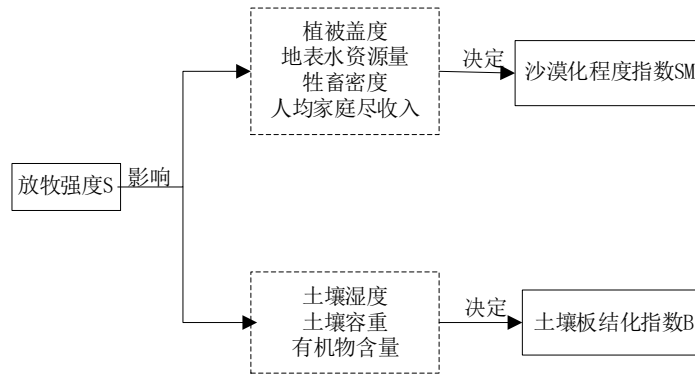 植被盖度
地表水资源量
牲畜密度
人均家庭尽收入
决定
沙漠化程度指数SM
放牧强度S
影响
土壤湿度
土壤容重
有机物含量
决定
土壤板结化指数B